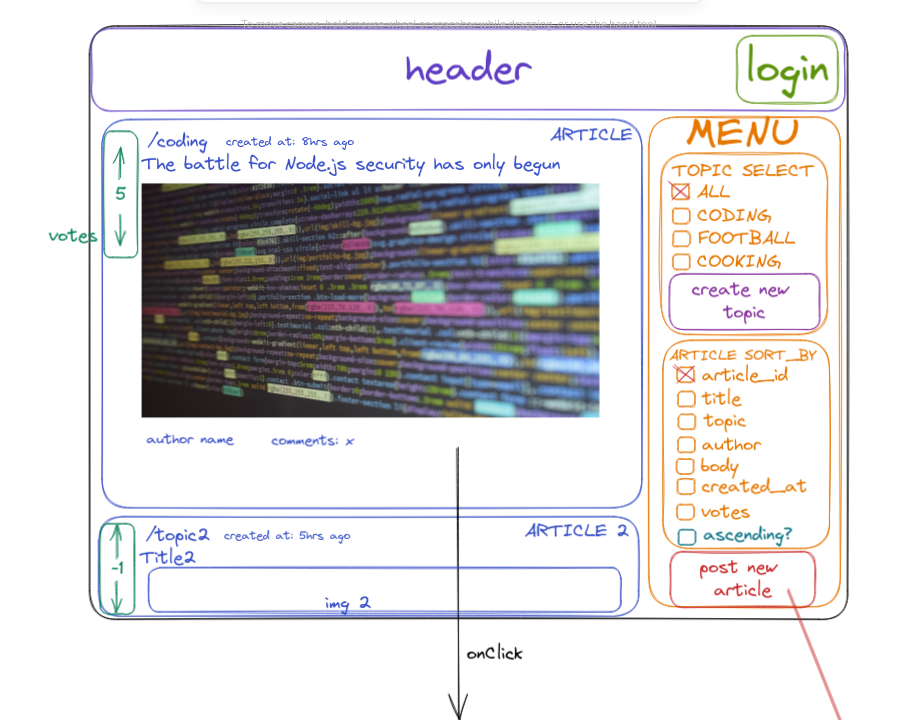 To move canvas, hold mouse wheel or spacebar while dragging, or use the hand tool
header
login
/coding created at: 8hrs ago
ARTICLE
The battle for Node.js security has only begun
5
votes
author name comments: x
/topic2 created at: 5hrs ago
ARTICLE 2
Title2
-1
img 2
onClick
MENU
TOPIC SELECT
ALL
CODING
FOOTBALL
COOKING
create new
topic
ARTICLE SORT_BY
article_id
title
topic
author
body
created_at
votes
ascending?
post new
article